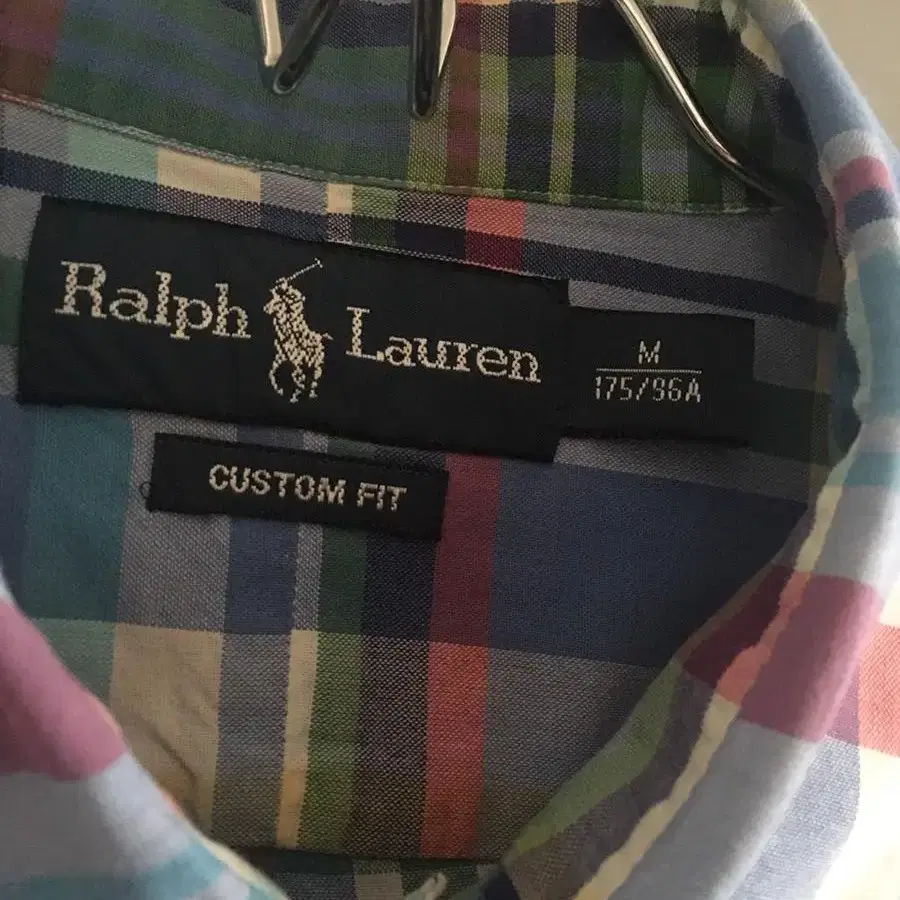 Ralph Lauren
M
175/96A
CUSTOM FIT